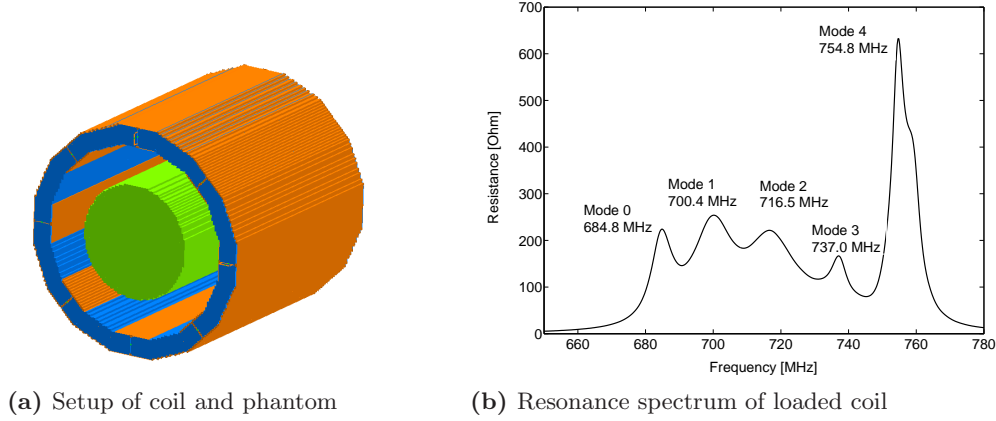 700
600
500
400
300
200
100
0
Resistance [Ohm]
Mode 0
684.8 MHz
Mode 1
700.4 MHz
Mode 2
716.5 MHz
Mode 3
737.0 MHz
Mode 4
754.8 MHz
660 680 700 720 740 760 780
Frequency [MHz]
(a) Setup of coil and phantom
(b) Resonance spectrum of loaded coil